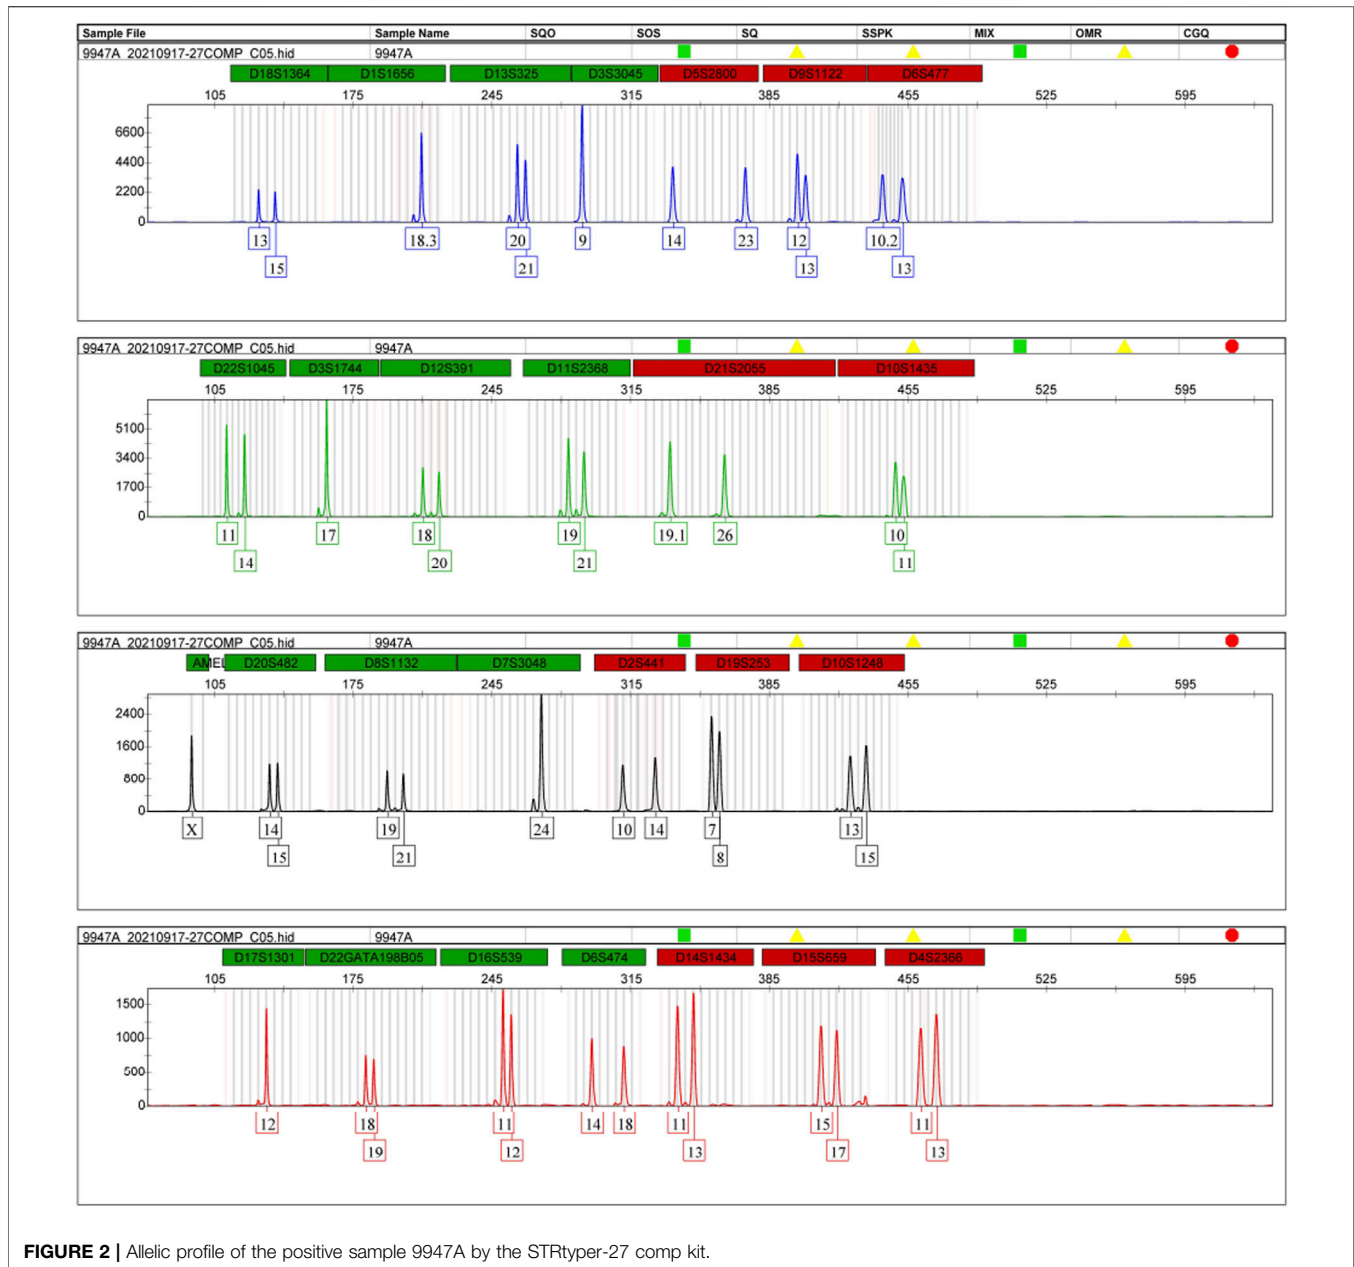 Sample File Sample Name SQO SOS SQ SSPK MIX OMR CGQ
9947A_20210917-27COMP_C05.hid 9947A
D18S1364 D1S1656 D13S325 D3S3045 D5S2800 D9S1122 D6S477
105 175 245 315 385 455 525 595
6600
4400
2200
0
13 18.3 20 9 14 23 12 10.2
15 21 13 13
9947A_20210917-27COMP_C05.hid 9947A
D22S1045 D3S1744 D12S391 D11S2368 D21S2055 D10S1435
105 175 245 315 385 455 525 595
5100
3400
1700
0
11 17 18 19 19.1 26 10
14 20 21 11
9947A_20210917-27COMP_C05.hid 9947A
AMEL D20S482 D8S1132 D7S3048 D2S441 D19S253 D10S1248
105 175 245 315 385 455 525 595
2400
1600
800
0
X 14 19 24 10 14 7 13
15 21 8 15
9947A_20210917-27COMP_C05.hid 9947A
D17S1301 D22GATA198B05 D16S539 D6S474 D14S1434 D15S659 D4S2366
105 175 245 315 385 455 525 595
1500
1000
500
0
12 18 11 14 18 11 15 11
19 12 13 17 13
FIGURE 2 | Allelic profile of the positive sample 9947A by the STRtyper-27 comp kit.